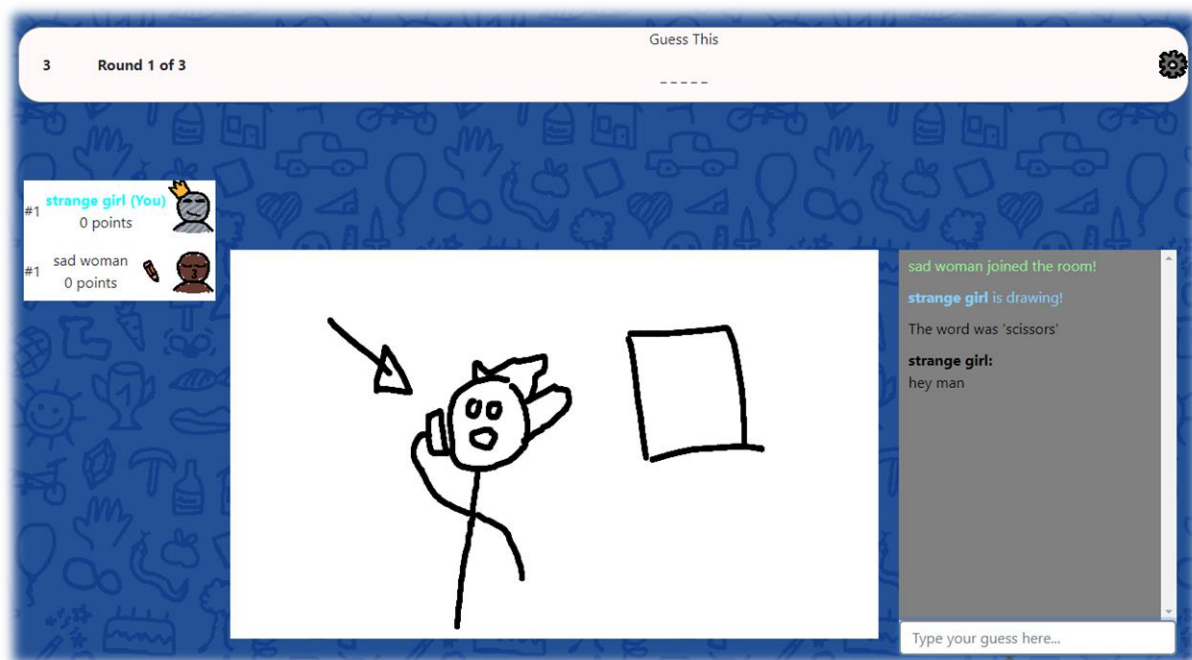 Guess This
3 Round 1 of 3
_ _ _ _ _
#1 strange girl (You)
0 points
#1 sad woman
0 points
sad woman joined the room!
strange girl is drawing!
The word was 'scissors'
strange girl:
hey man
Type your guess here...